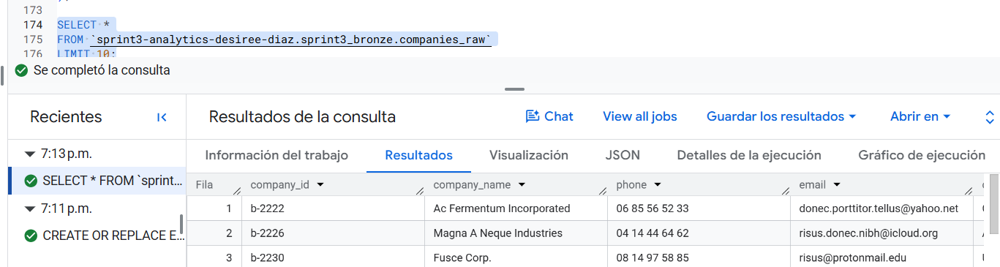 173
174 SELECT *
175 FROM `sprint3-analytics-desiree-diaz.sprint3_bronze.companies_raw`
176 LIMIT 10;
Se completó la consulta
Recientes
Resultados de la consulta
Chat
View all jobs
Guardar los resultados
Abrir en
7:13 p.m.
SELECT * FROM `sprint...
7:11 p.m.
CREATE OR REPLACE E...
Información del trabajo
Resultados
Visualización
JSON
Detalles de la ejecución
Gráfico de ejecución
Fila company_id company_name phone email
1 b-2222 Ac Fermentum Incorporated 06 85 56 52 33 donec.porttitor.tellus@yahoo.net
2 b-2226 Magna A Neque Industries 04 14 44 64 62 risus.donec.nibh@icloud.org
3 b-2230 Fusce Corp. 08 14 97 58 85 risus@protonmail.edu